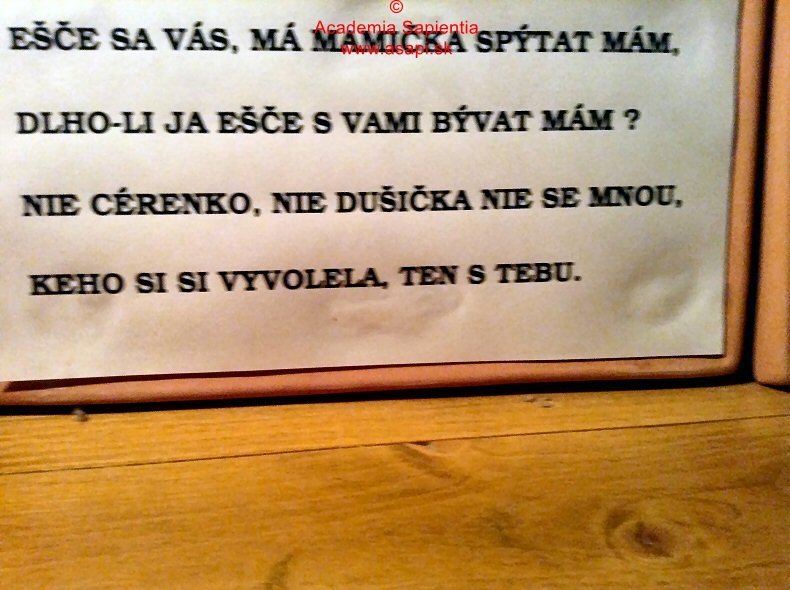 ©
Academia Sapientia
www.asapi.sk
EŠČE SA VÁS, MÁ MAMIČKA SPÝTAT MÁM,
DLHO-LI JA EŠČE S VAMI BÝVAT MÁM ?
NIE CÉRENKO, NIE DUŠIČKA NIE SE MNOU,
KEHO SI SI VYVOLELA, TEN S TEBU.